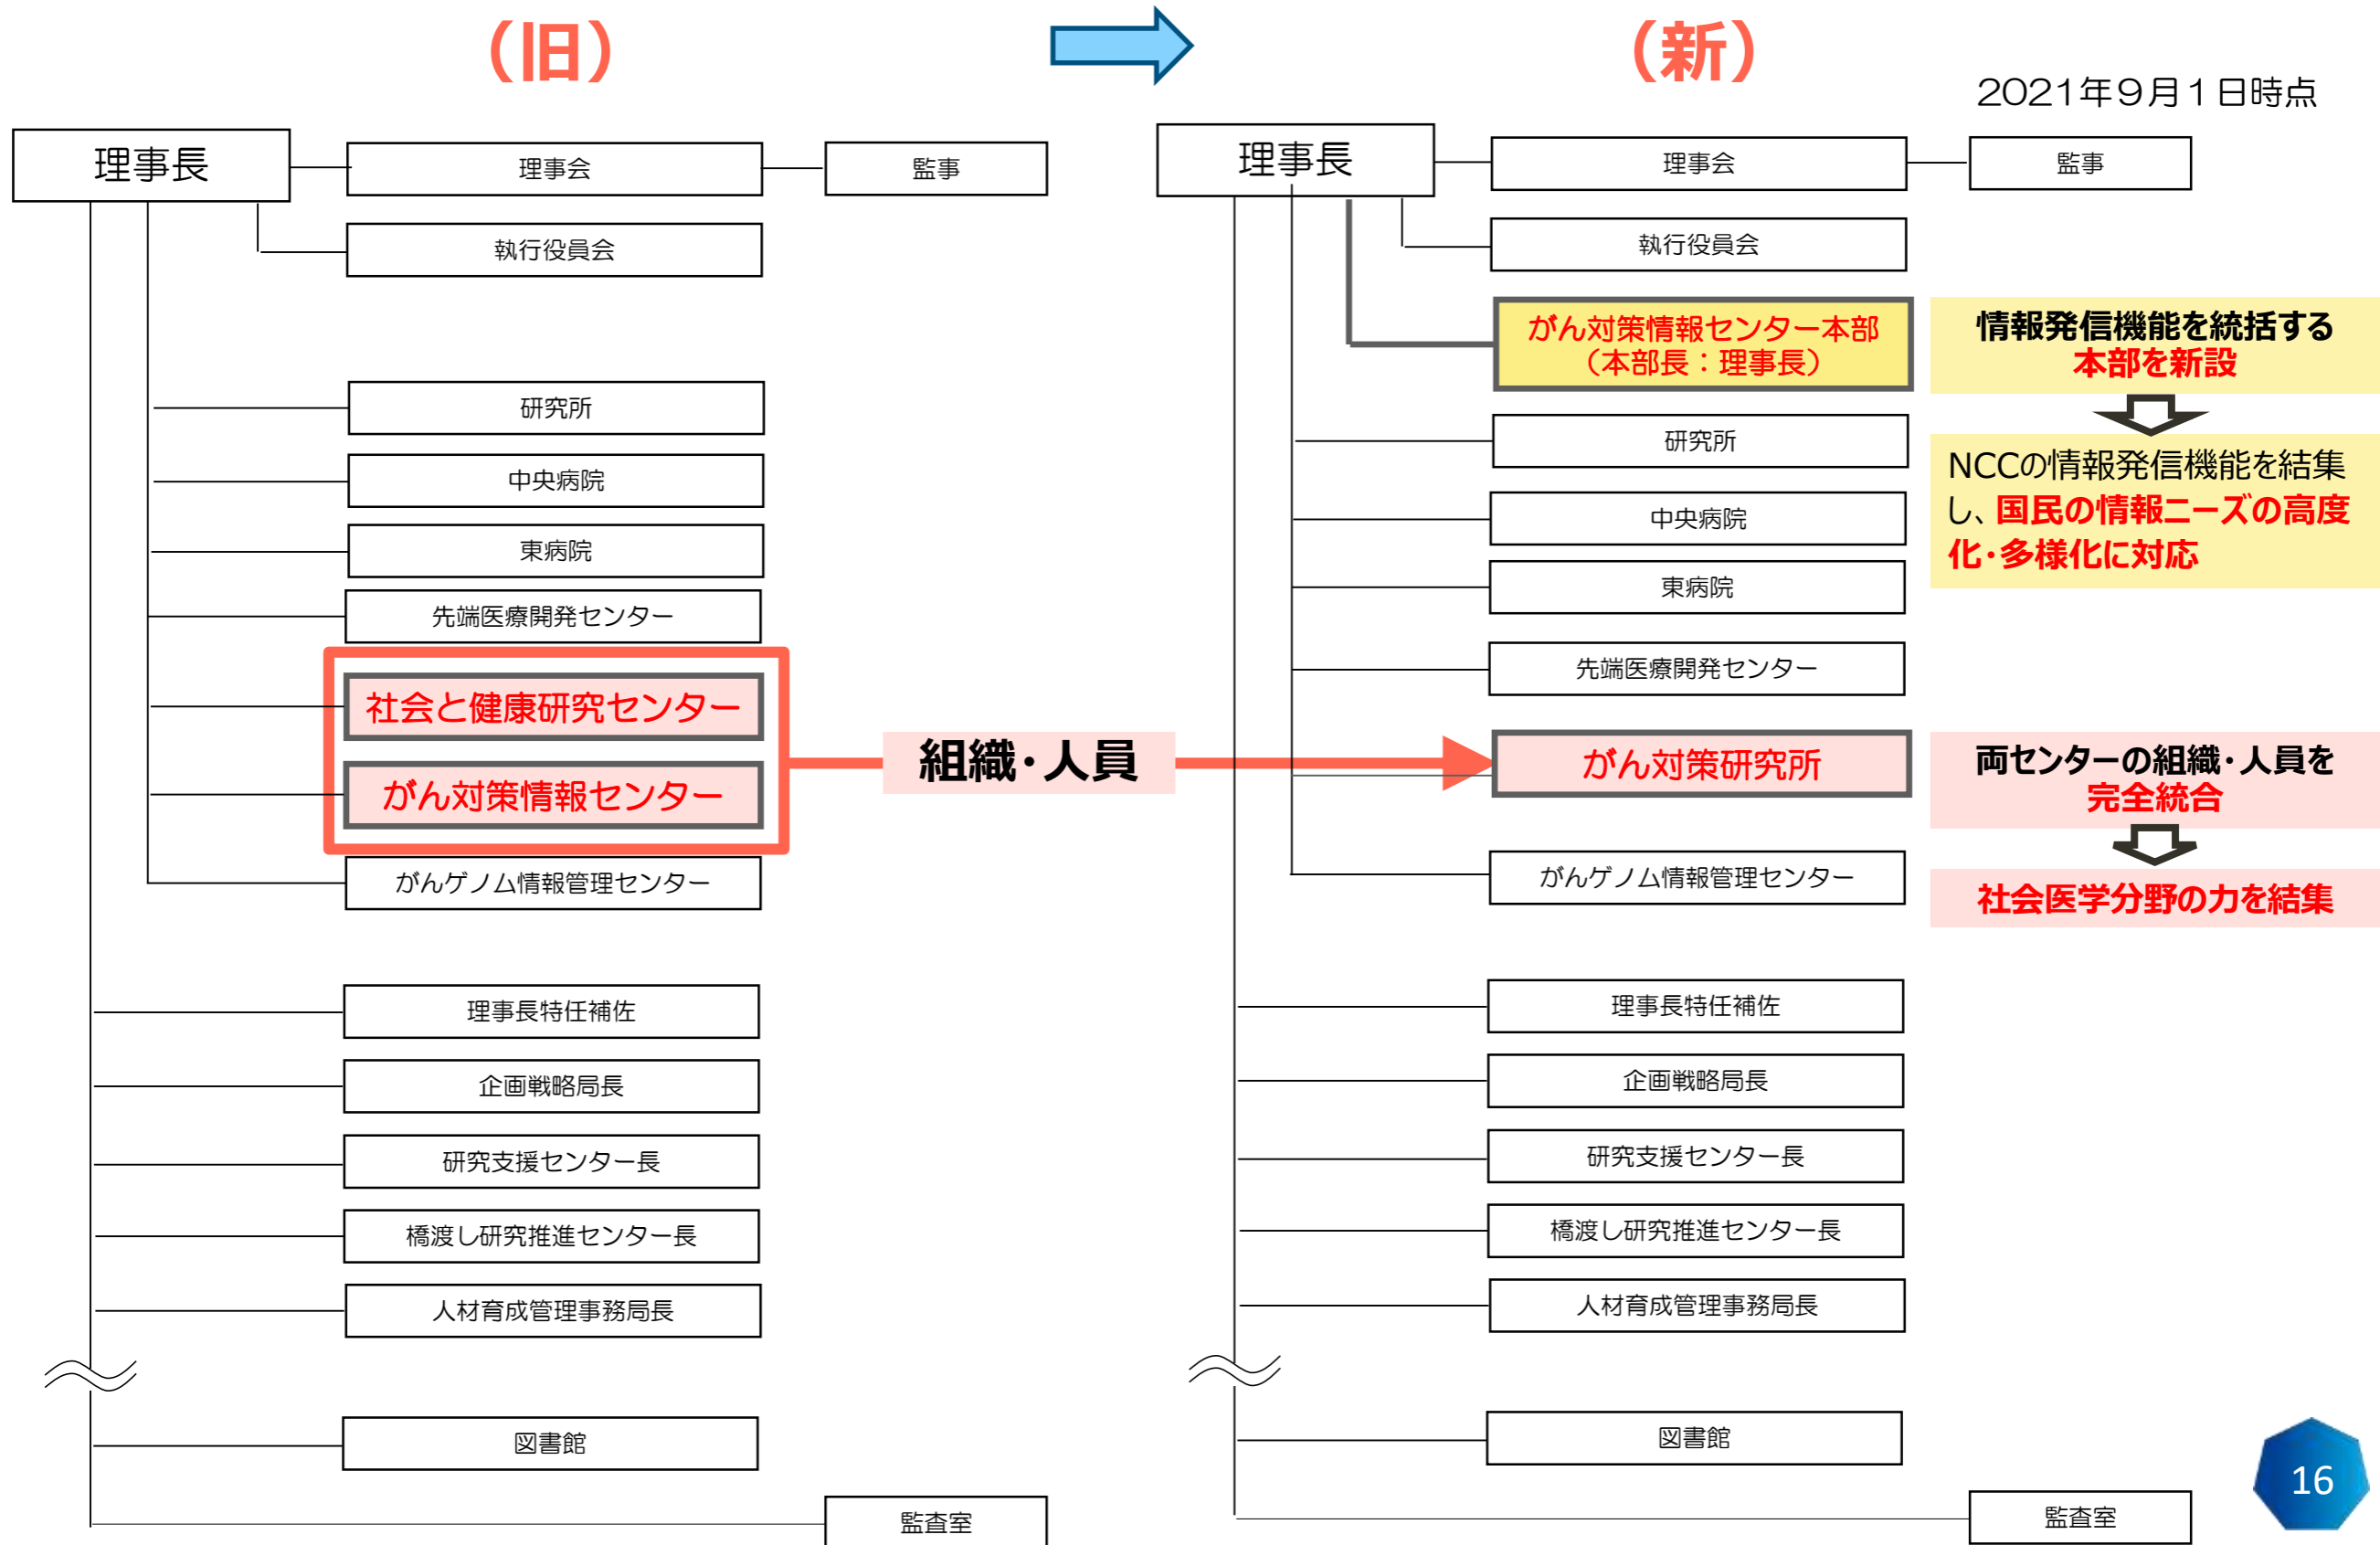 （旧）
（新）
2021年９月１日時点
理事長
理事会
監事
執行役員会
研究所
中央病院
東病院
先端医療開発センター
社会と健康研究センター
がん対策情報センター
がんゲノム情報管理センター
理事長特任補佐
企画戦略局長
研究支援センター長
橋渡し研究推進センター長
人材育成管理事務局長
図書館
監査室
組織・人員
理事長
理事会
監事
執行役員会
がん対策情報センター本部
（本部長：理事長）
研究所
中央病院
東病院
先端医療開発センター
がん対策研究所
がんゲノム情報管理センター
理事長特任補佐
企画戦略局長
研究支援センター長
橋渡し研究推進センター長
人材育成管理事務局長
図書館
監査室
情報発信機能を統括する
本部を新設
NCCの情報発信機能を結集
し、国民の情報ニーズの高度
化・多様化に対応
両センターの組織・人員を
完全統合
社会医学分野の力を結集
16